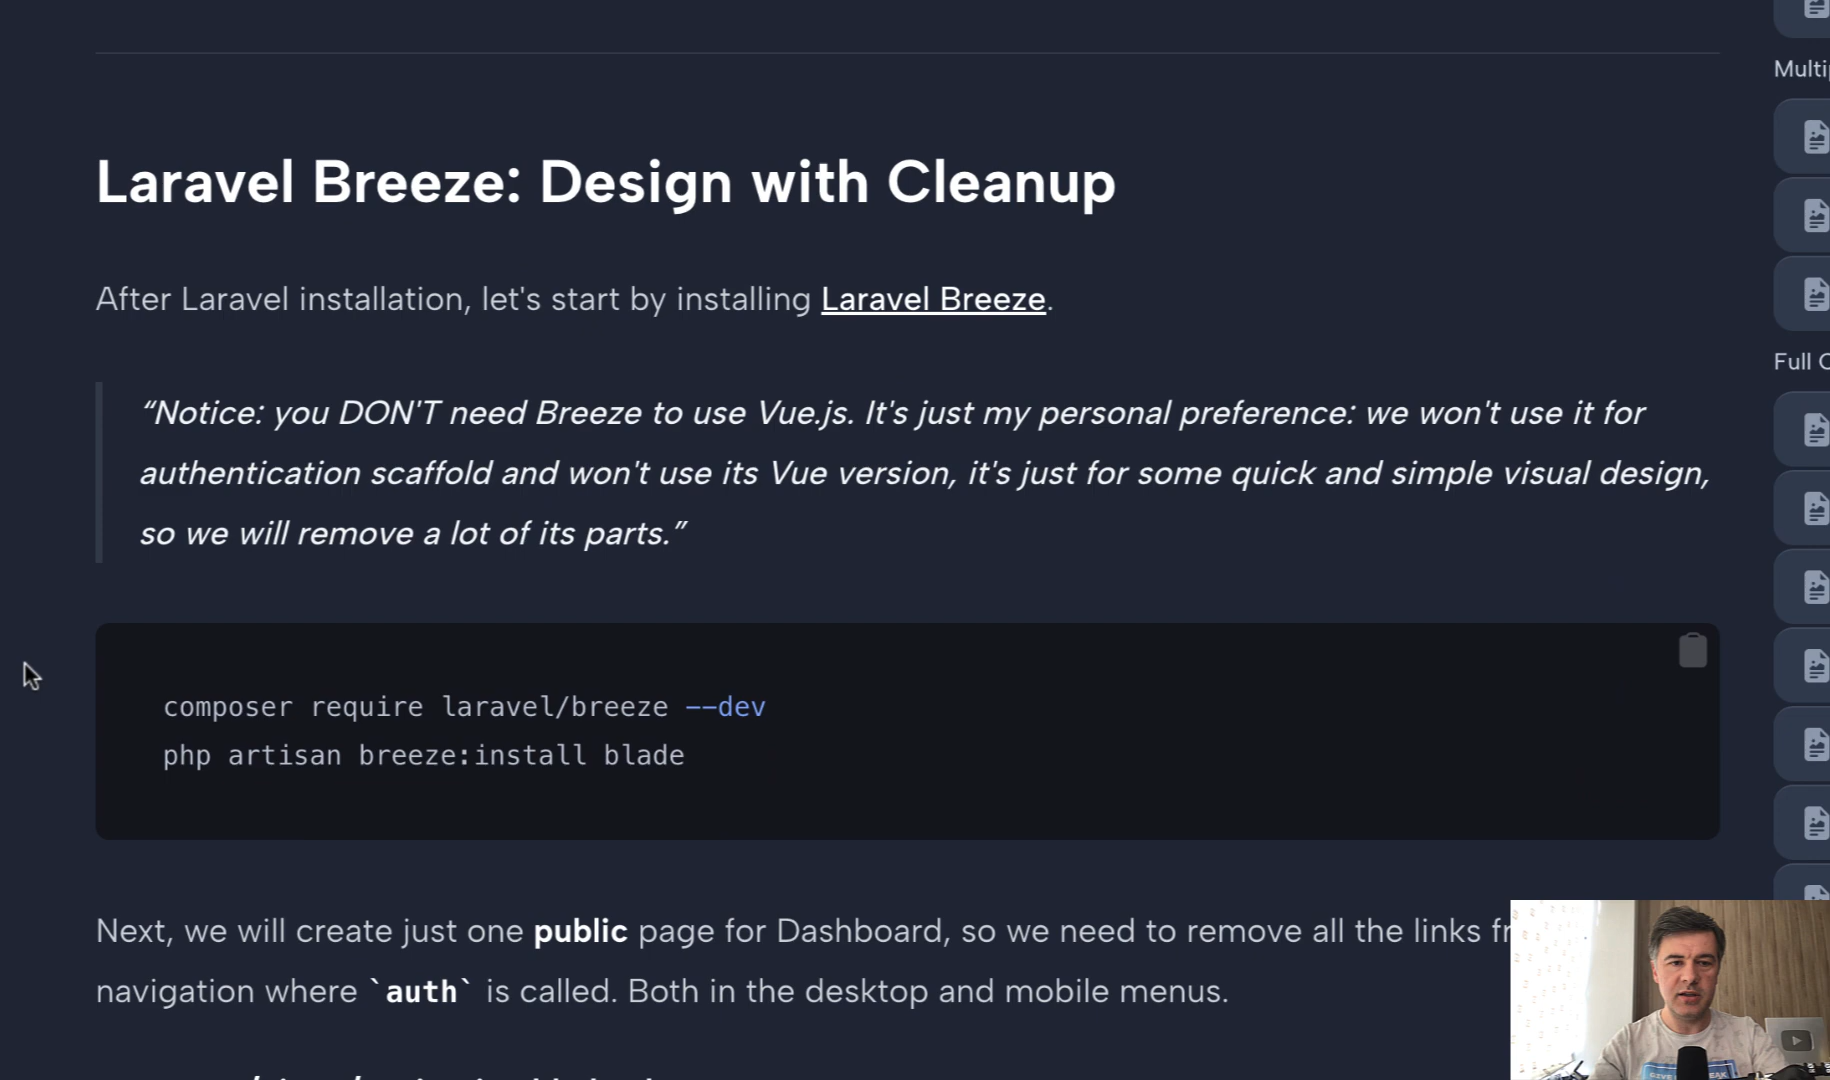 Laravel Breeze: Design with Cleanup
After Laravel installation, let's start by installing Laravel Breeze.
“Notice: you DON'T need Breeze to use Vue.js. It's just my personal preference: we won't use it for
authentication scaffold and won't use its Vue version, it's just for some quick and simple visual design,
so we will remove a lot of its parts.”
composer require laravel/breeze --dev
php artisan breeze:install blade
Next, we will create just one public page for Dashboard, so we need to remove all the links
navigation where `auth` is called. Both in the desktop and mobile menus.
Full